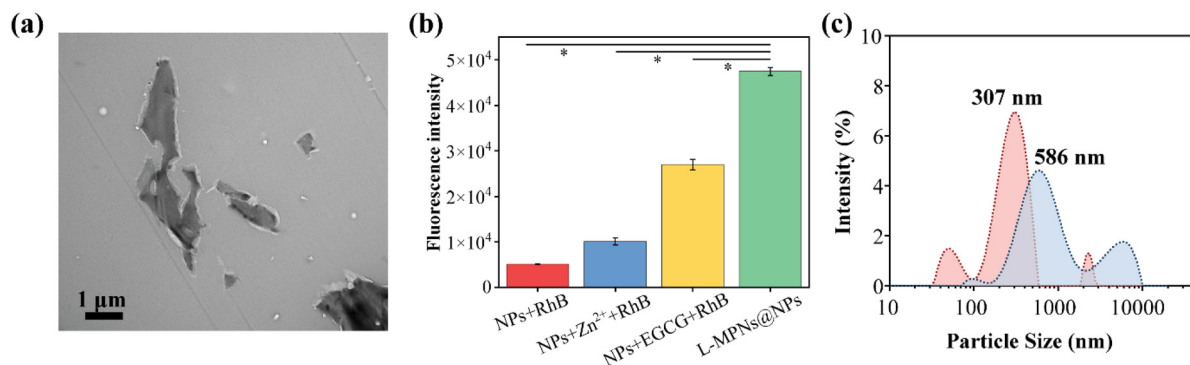 (a)
1 μm
(b)
Fluorescence intensity
5×10⁴
4×10⁴
3×10⁴
2×10⁴
1×10⁴
0
*
*
*
NPs+RhB
NPs+Zn²⁺+RhB
NPs+EGCG+RhB
L-MPNs@NPs
(c)
Intensity (%)
10
8
6
4
2
0
307 nm
586 nm
10
100
1000
10000
Particle Size (nm)